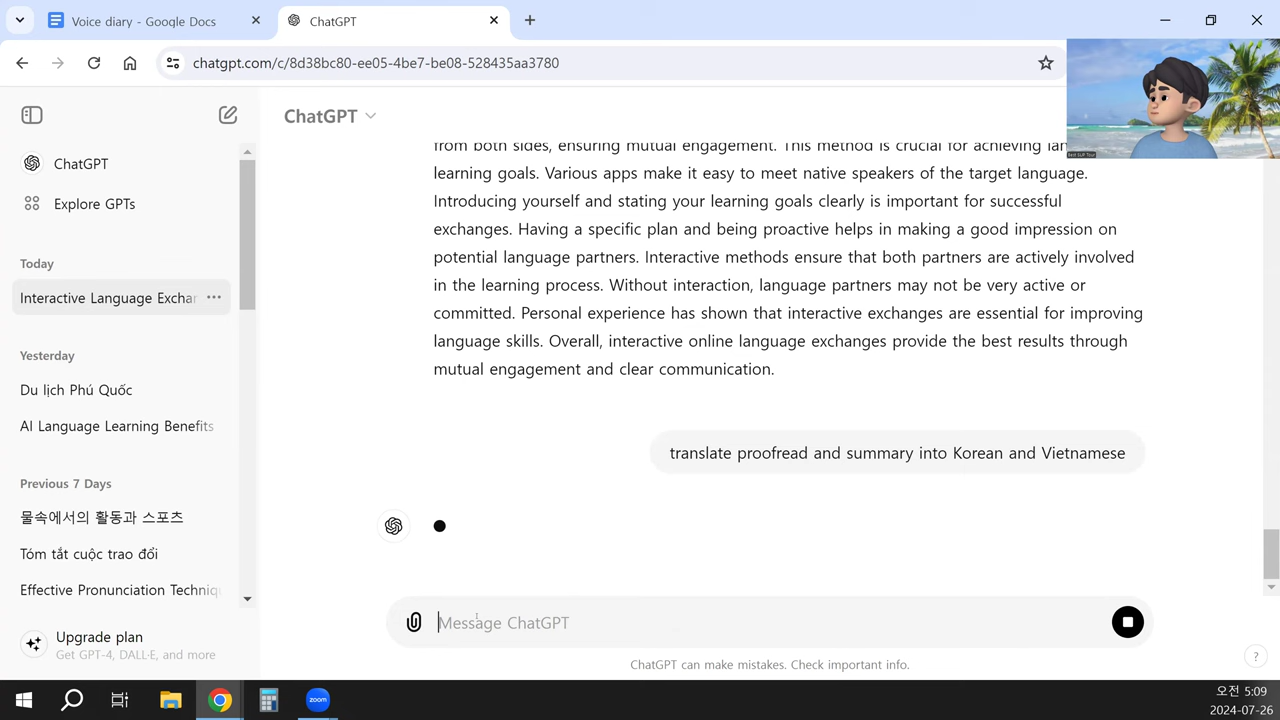 Voice diary - Google Docs
ChatGPT
chatgpt.com/c/8d38bc80-ee05-4be7-be08-528435aa3780
ChatGPT
Explore GPTs
Today
Interactive Language Exchar
Yesterday
Du lịch Phú Quốc
AI Language Learning Benefits
Previous 7 Days
물속에서의 활동과 스포츠
Tóm tắt cuộc trao đổi
Effective Pronunciation Techniqu
Upgrade plan
Get GPT-4, DALL·E, and more
ChatGPT
from both sides, ensuring mutual engagement. This method is crucial for achieving lan
learning goals. Various apps make it easy to meet native speakers of the target language.
Introducing yourself and stating your learning goals clearly is important for successful
exchanges. Having a specific plan and being proactive helps in making a good impression on
potential language partners. Interactive methods ensure that both partners are actively involved
in the learning process. Without interaction, language partners may not be very active or
committed. Personal experience has shown that interactive exchanges are essential for improving
language skills. Overall, interactive online language exchanges provide the best results through
mutual engagement and clear communication.
translate proofread and summary into Korean and Vietnamese
Message ChatGPT
ChatGPT can make mistakes. Check important info.
?
zoom
오전 5:09
2024-07-26